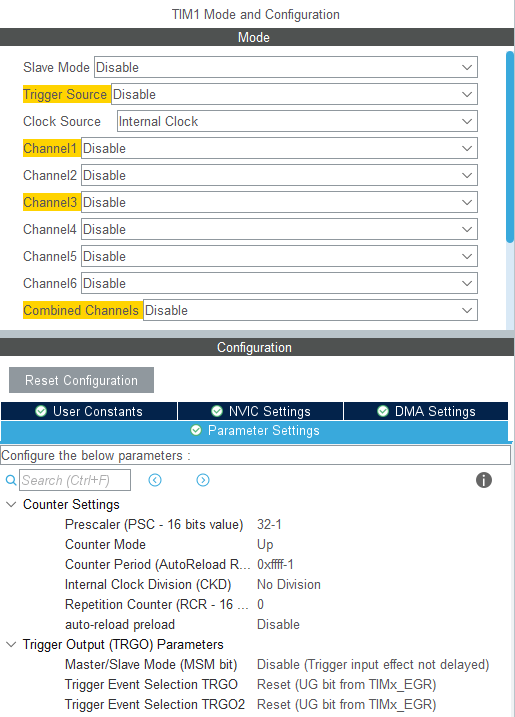 TIM1 Mode and Configuration
Mode
Slave Mode Disable
Trigger Source Disable
Clock Source Internal Clock
Channel1 Disable
Channel2 Disable
Channel3 Disable
Channel4 Disable
Channel5 Disable
Channel6 Disable
Combined Channels Disable
Configuration
Reset Configuration
User Constants NVIC Settings DMA Settings
Parameter Settings
Configure the below parameters :
Search (Ctrl+F)
Counter Settings
Prescaler (PSC - 16 bits value) 32-1
Counter Mode Up
Counter Period (AutoReload R... 0xffff-1
Internal Clock Division (CKD) No Division
Repetition Counter (RCR - 16 ... 0
auto-reload preload Disable
Trigger Output (TRGO) Parameters
Master/Slave Mode (MSM bit) Disable (Trigger input effect not delayed)
Trigger Event Selection TRGO Reset (UG bit from TIMx_EGR)
Trigger Event Selection TRGO2 Reset (UG bit from TIMx_EGR)